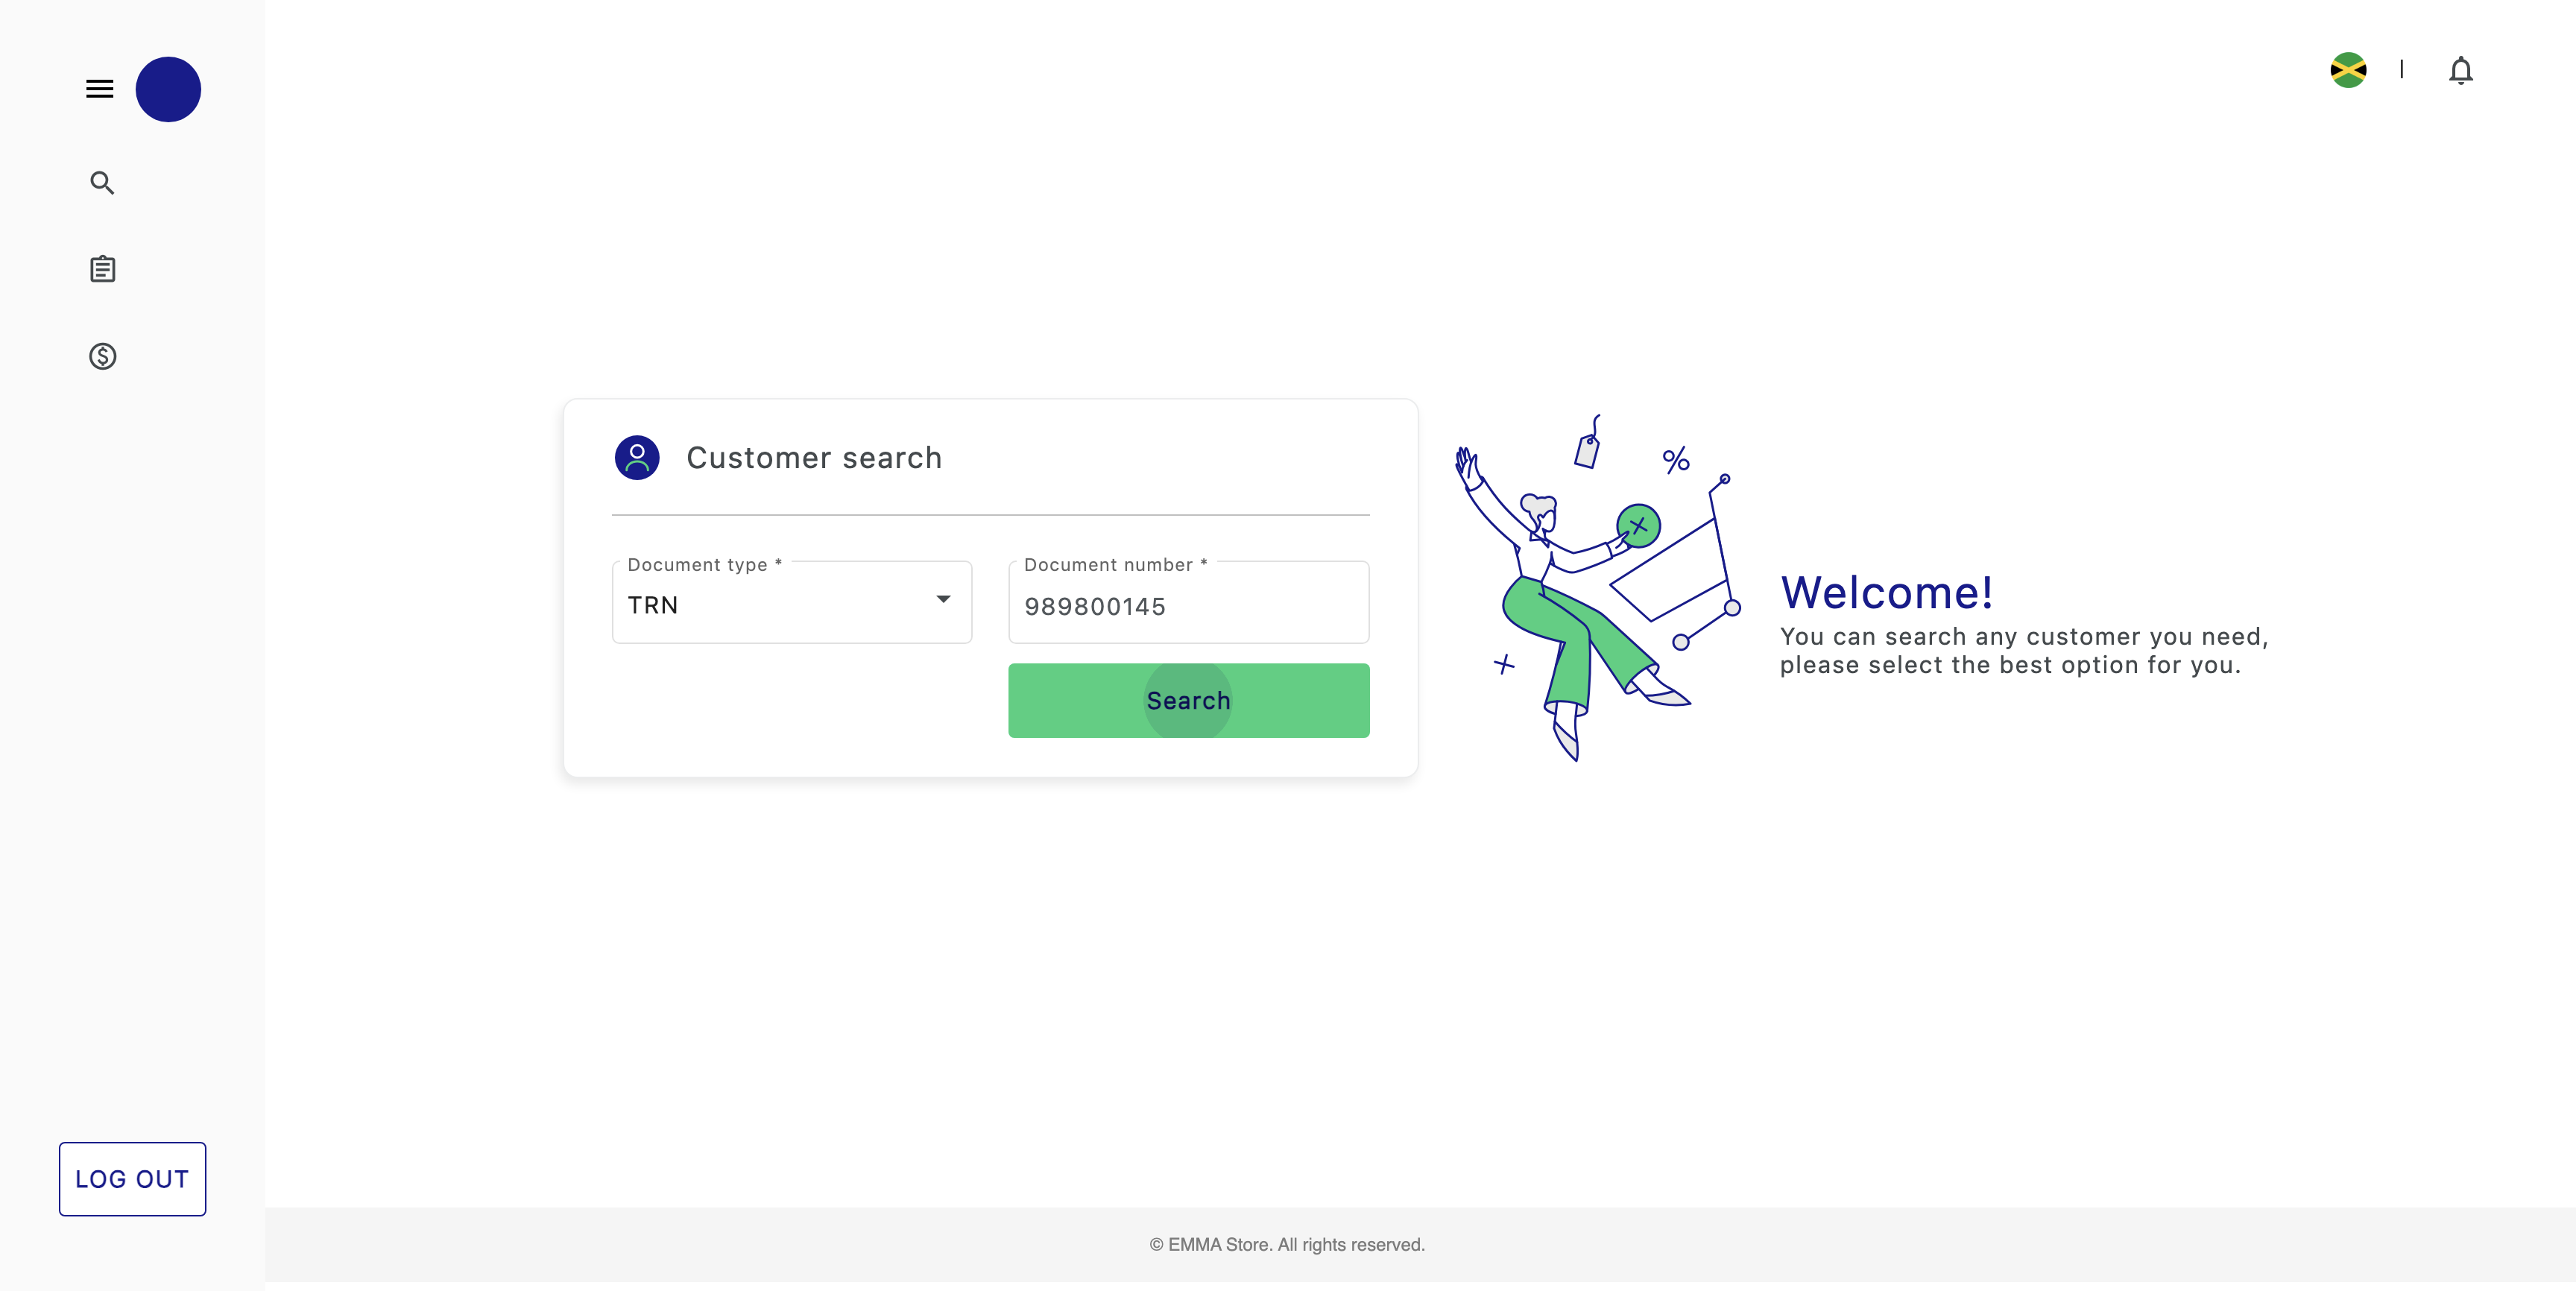 Customer search
Document type *
TRN
Document number *
989800145
Search
Welcome!
You can search any customer you need,
please select the best option for you.
LOG OUT
© EMMA Store. All rights reserved.